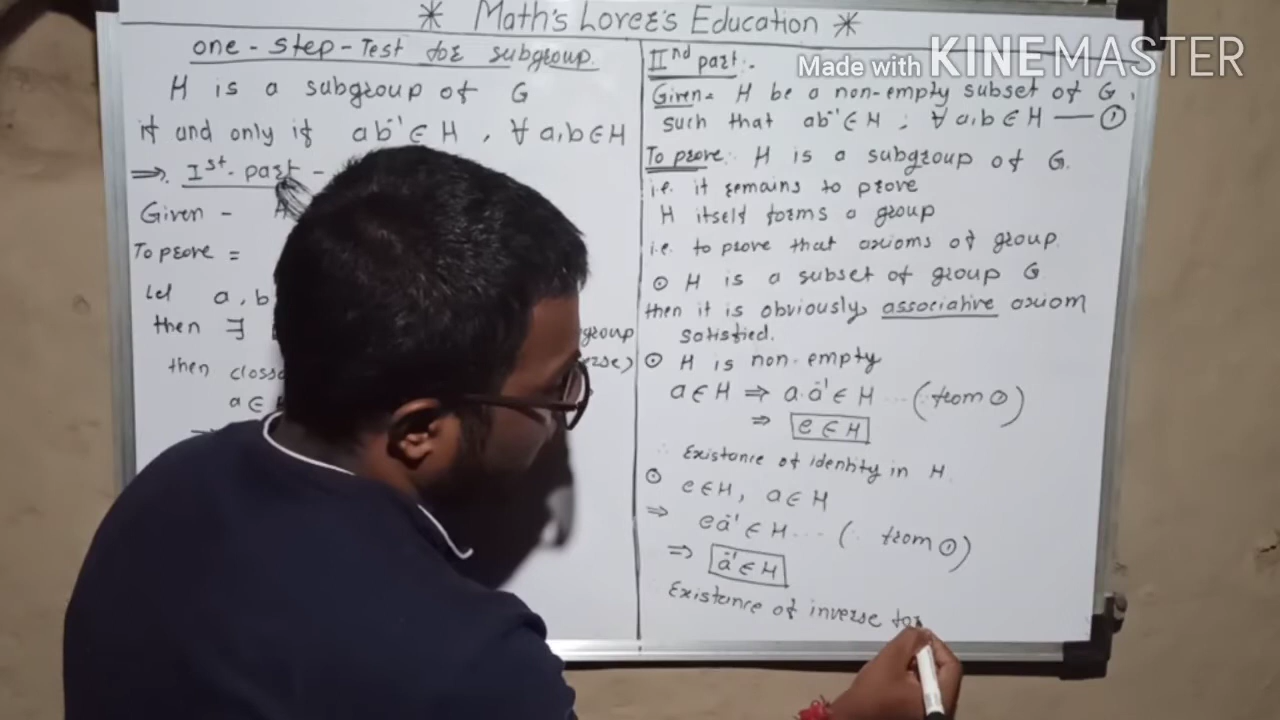 * Math's Lover's Education *
one-step-Test for subgroup.
H is a subgroup of G
if and only if ab⁻¹ ∈ H, ∀ a,b ∈ H
⇒. Iˢᵗ- part -
Given -
To prove =
Let a, b
then ∃
group
then
a ∈
IIⁿᵈ part:-
Given= H be a non-empty subset of G,
such that ab⁻¹ ∈ H ; ∀ a,b ∈ H — ①
To prove: H is a subgroup of G.
i.e. it remains to prove
H itself forms a group
i.e. to prove that axioms of group.
⊙ H is a subset of group G
then it is obviously associative axiom
satisfied.
⊙ H is non-empty
a ∈ H ⇒ a.a⁻¹ ∈ H ... (from ①)
⇒ e ∈ H
∴ Existance of identity in H.
⊙ e ∈ H, a ∈ H
⇒ ea⁻¹ ∈ H ... (∵ from ①)
⇒ a⁻¹ ∈ H
Existance of inverse for
Made with KINEMASTER